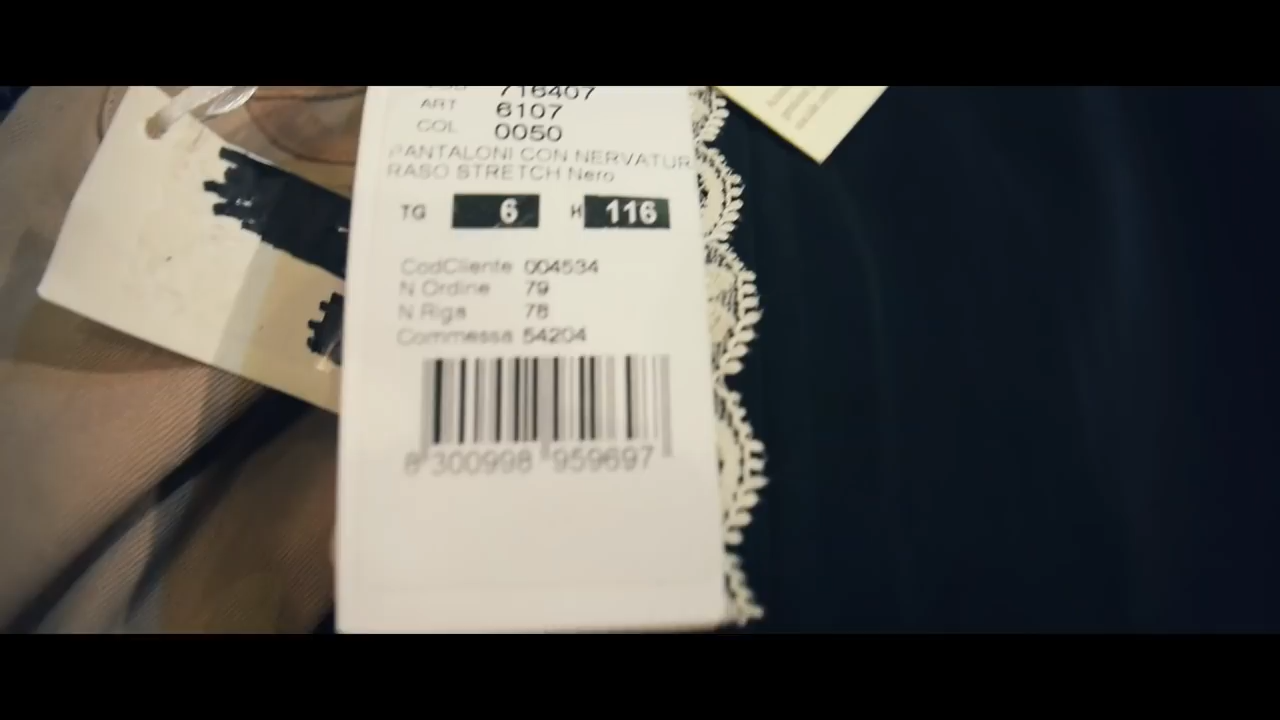 716407
ART 6107
COL 0050
PANTALONI CON NERVATUR
RASO STRETCH Nero
TG 6 H 116
CodCliente 004534
N Ordine 79
N Riga 78
Commessa 54204
8 300998 959697